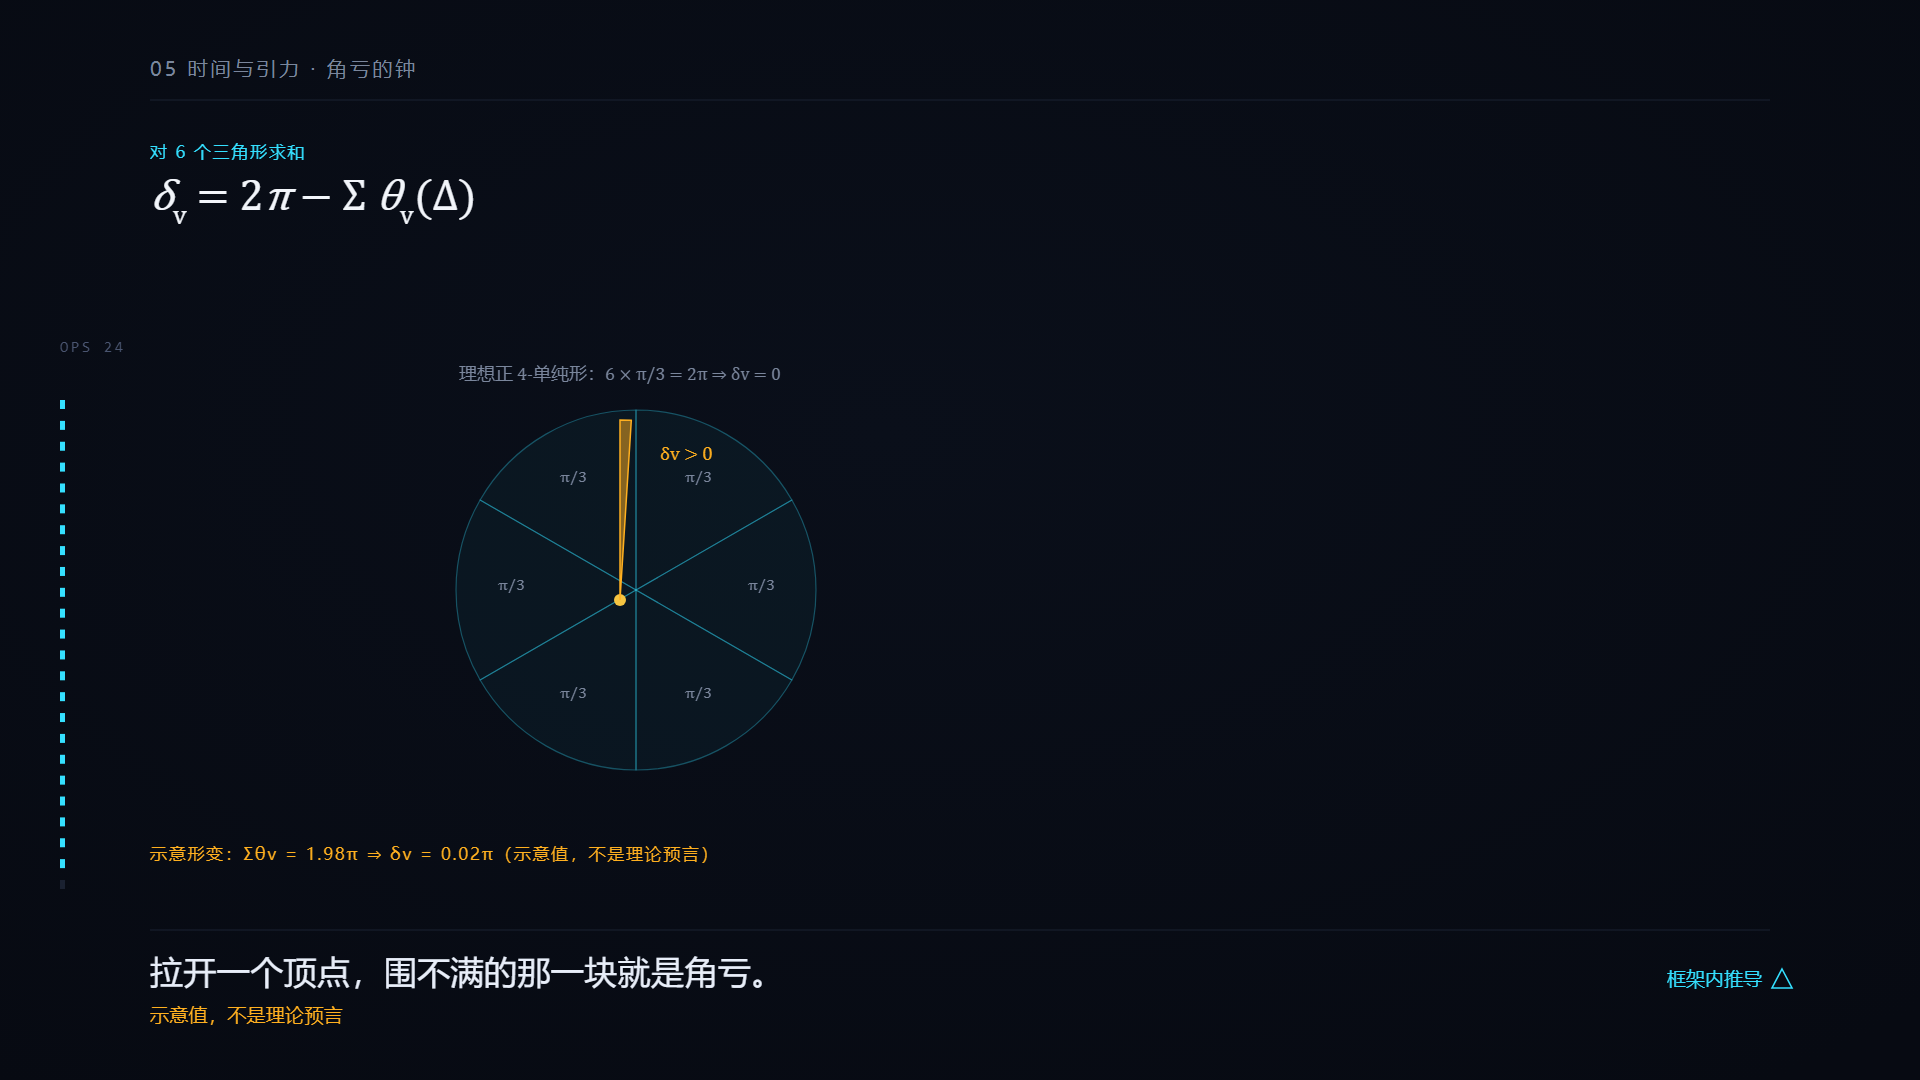 05 时间与引力 · 角亏的钟
对 6 个三角形求和
δv = 2π − Σ θv(Δ)
OPS 24
理想正 4-单纯形：6 × π/3 = 2π ⇒ δv = 0
δv > 0
π/3
π/3
π/3
π/3
π/3
π/3
示意形变：Σθv = 1.98π ⇒ δv = 0.02π（示意值，不是理论预言）
拉开一个顶点，围不满的那一块就是角亏。
框架内推导 △
示意值，不是理论预言